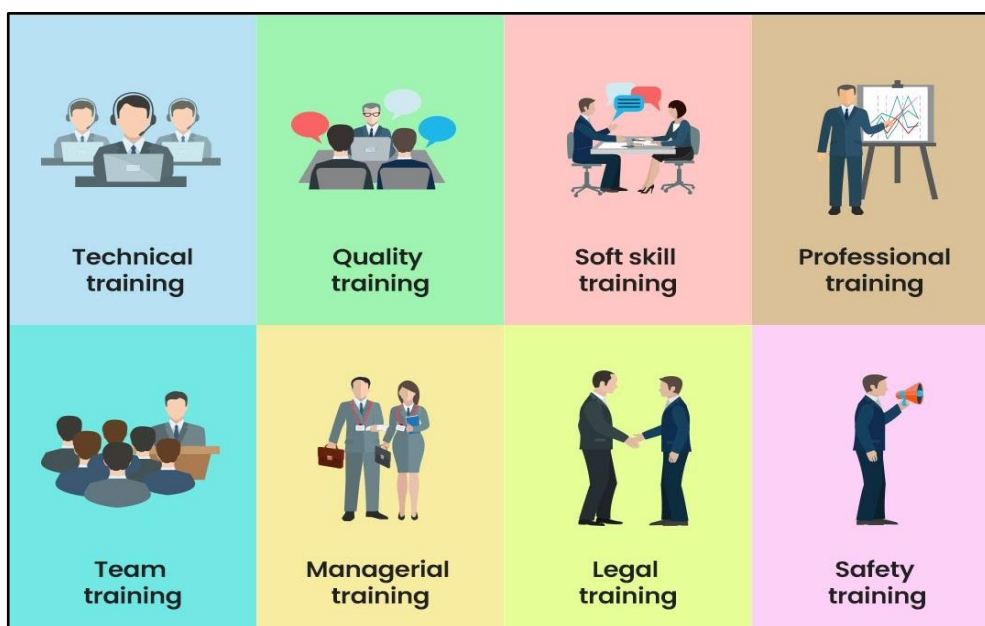 Technical
training
Quality
training
Soft skill
training
Professional
training
Team
training
Managerial
training
Legal
training
Safety
training